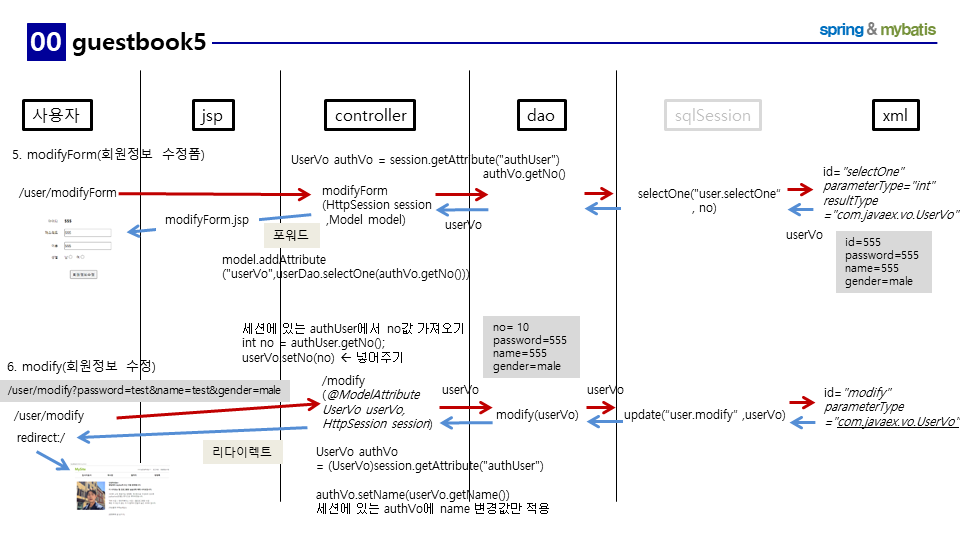 00 guestbook5
spring & mybatis
사용자
jsp
controller
dao
sqlSession
xml
5. modifyForm(회원정보 수정폼)
/user/modifyForm
modifyForm.jsp
포워드
UserVo authVo = session.getAttribute("authUser")
authVo.getNo()
modifyForm
(HttpSession session
,Model model)
userVo
model.addAttribute
("userVo",userDao.selectOne(authVo.getNo()))
selectOne("user.selectOne"
, no)
userVo
id="selectOne"
parameterType="int"
resultType
="com.javaex.vo.UserVo"
id=555
password=555
name=555
gender=male
세션에 있는 authUser에서 no값 가져오기
int no = authUser.getNo();
userVo.setNo(no) ← 넣어주기
no= 10
password=555
name=555
gender=male
6. modify(회원정보 수정)
/user/modify?password=test&name=test&gender=male
/user/modify
redirect:/
리다이렉트
/modify
(@ModelAttribute
UserVo userVo,
HttpSession session)
userVo
modify(userVo)
userVo
update("user.modify" ,userVo)
id="modify"
parameterType
="com.javaex.vo.UserVo"
UserVo authVo
= (UserVo)session.getAttribute("authUser")
authVo.setName(userVo.getName())
세션에 있는 authVo에 name 변경값만 적용